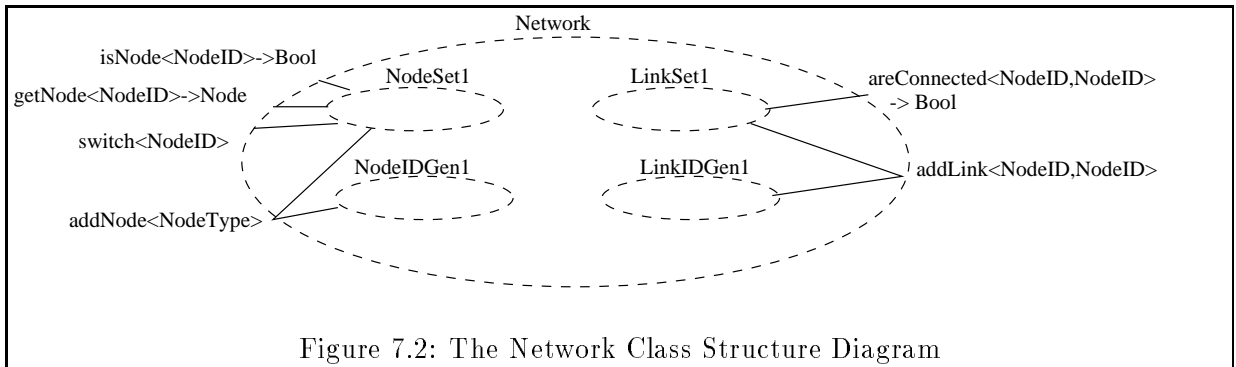 Network
isNode<NodeID>->Bool
NodeSet1
LinkSet1
areConnected<NodeID,NodeID>
-> Bool
getNode<NodeID>->Node
switch<NodeID>
NodeIDGen1
LinkIDGen1
addLink<NodeID,NodeID>
addNode<NodeType>
Figure 7.2: The Network Class Structure Diagram